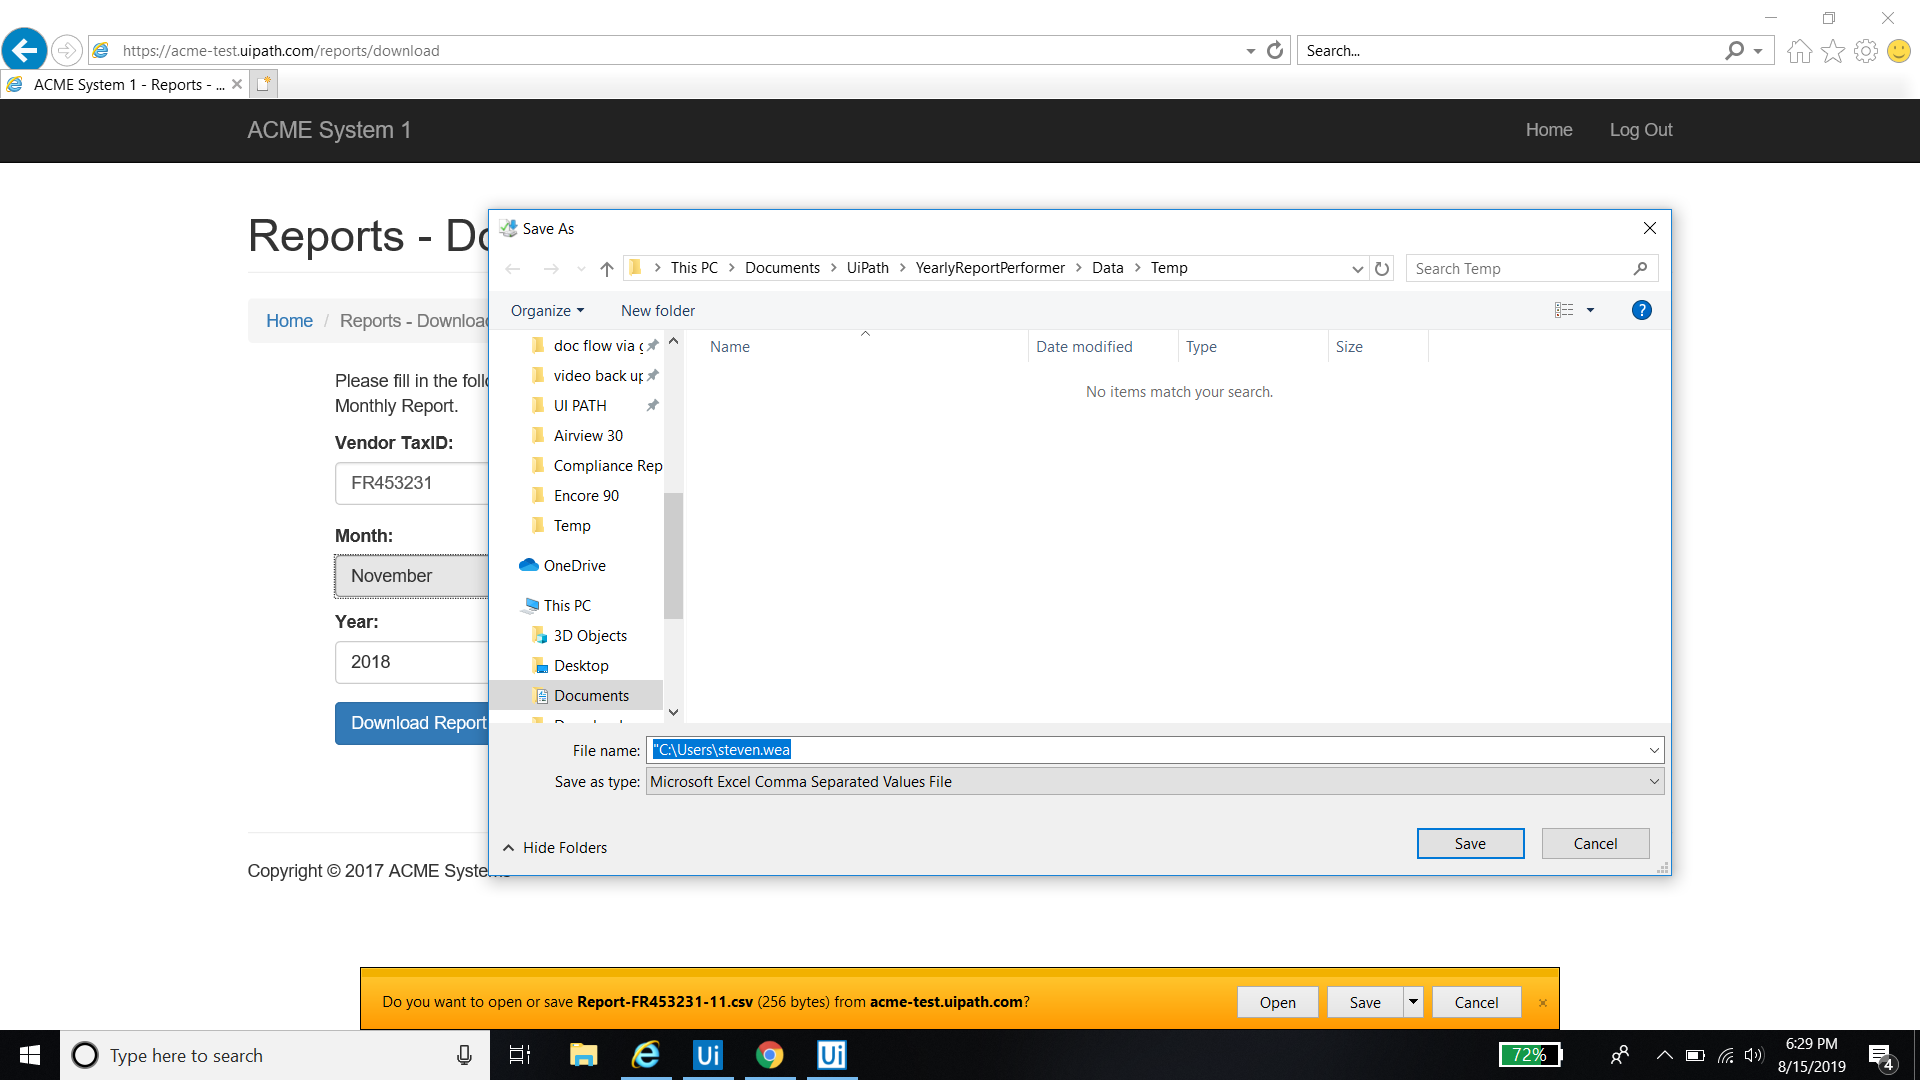 https://acme-test.uipath.com/reports/download
Search...
ACME System 1 - Reports - ...
ACME System 1
Home
Log Out
Reports - Do
Home / Reports - Downloa
Please fill in the foll
Monthly Report.
Vendor TaxID:
FR453231
Month:
November
Year:
2018
Download Report
Copyright © 2017 ACME Systems
Save As
This PC > Documents > UiPath > YearlyReportPerformer > Data > Temp
Search Temp
Organize
New folder
?
Name
Date modified
Type
Size
No items match your search.
doc flow via g
video back up
UI PATH
Airview 30
Compliance Rep
Encore 90
Temp
OneDrive
This PC
3D Objects
Desktop
Documents
File name: "C:\Users\steven.wea
Save as type: Microsoft Excel Comma Separated Values File
Hide Folders
Save
Cancel
Do you want to open or save Report-FR453231-11.csv (256 bytes) from acme-test.uipath.com?
Open
Save
Cancel
Type here to search
Ui
Ui
72%
6:29 PM
8/15/2019
4